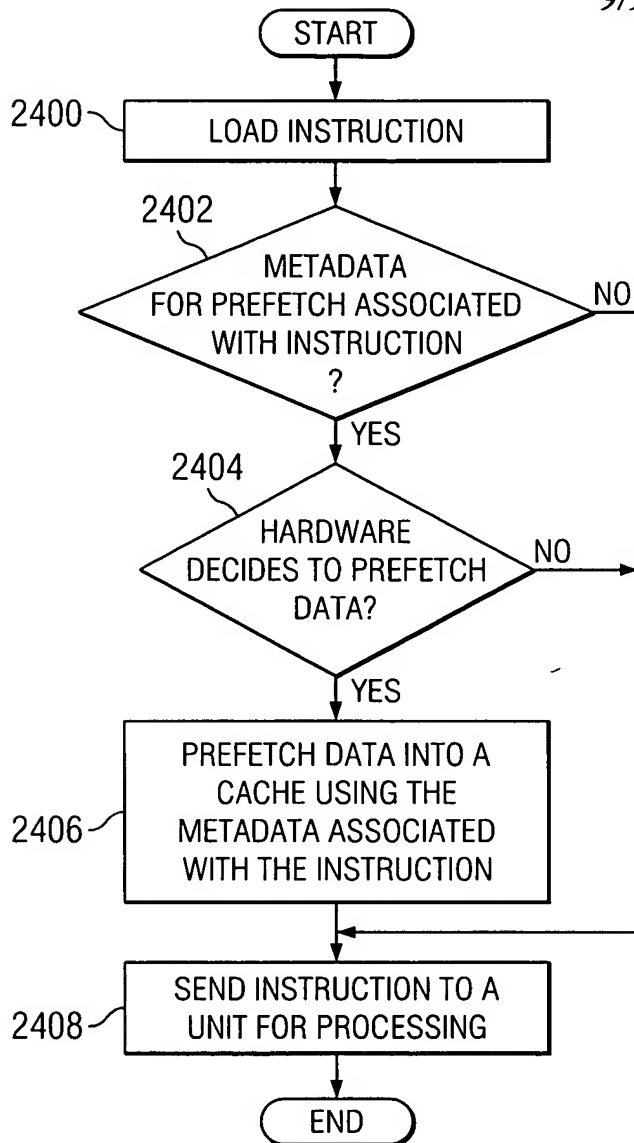 START
2400
LOAD INSTRUCTION
2402
METADATA
FOR PREFETCH ASSOCIATED
WITH INSTRUCTION
?
NO
YES
2404
HARDWARE
DECIDES TO PREFETCH
DATA?
NO
YES
2406
PREFETCH DATA INTO A
CACHE USING THE
METADATA ASSOCIATED
WITH THE INSTRUCTION
2408
SEND INSTRUCTION TO A
UNIT FOR PROCESSING
END